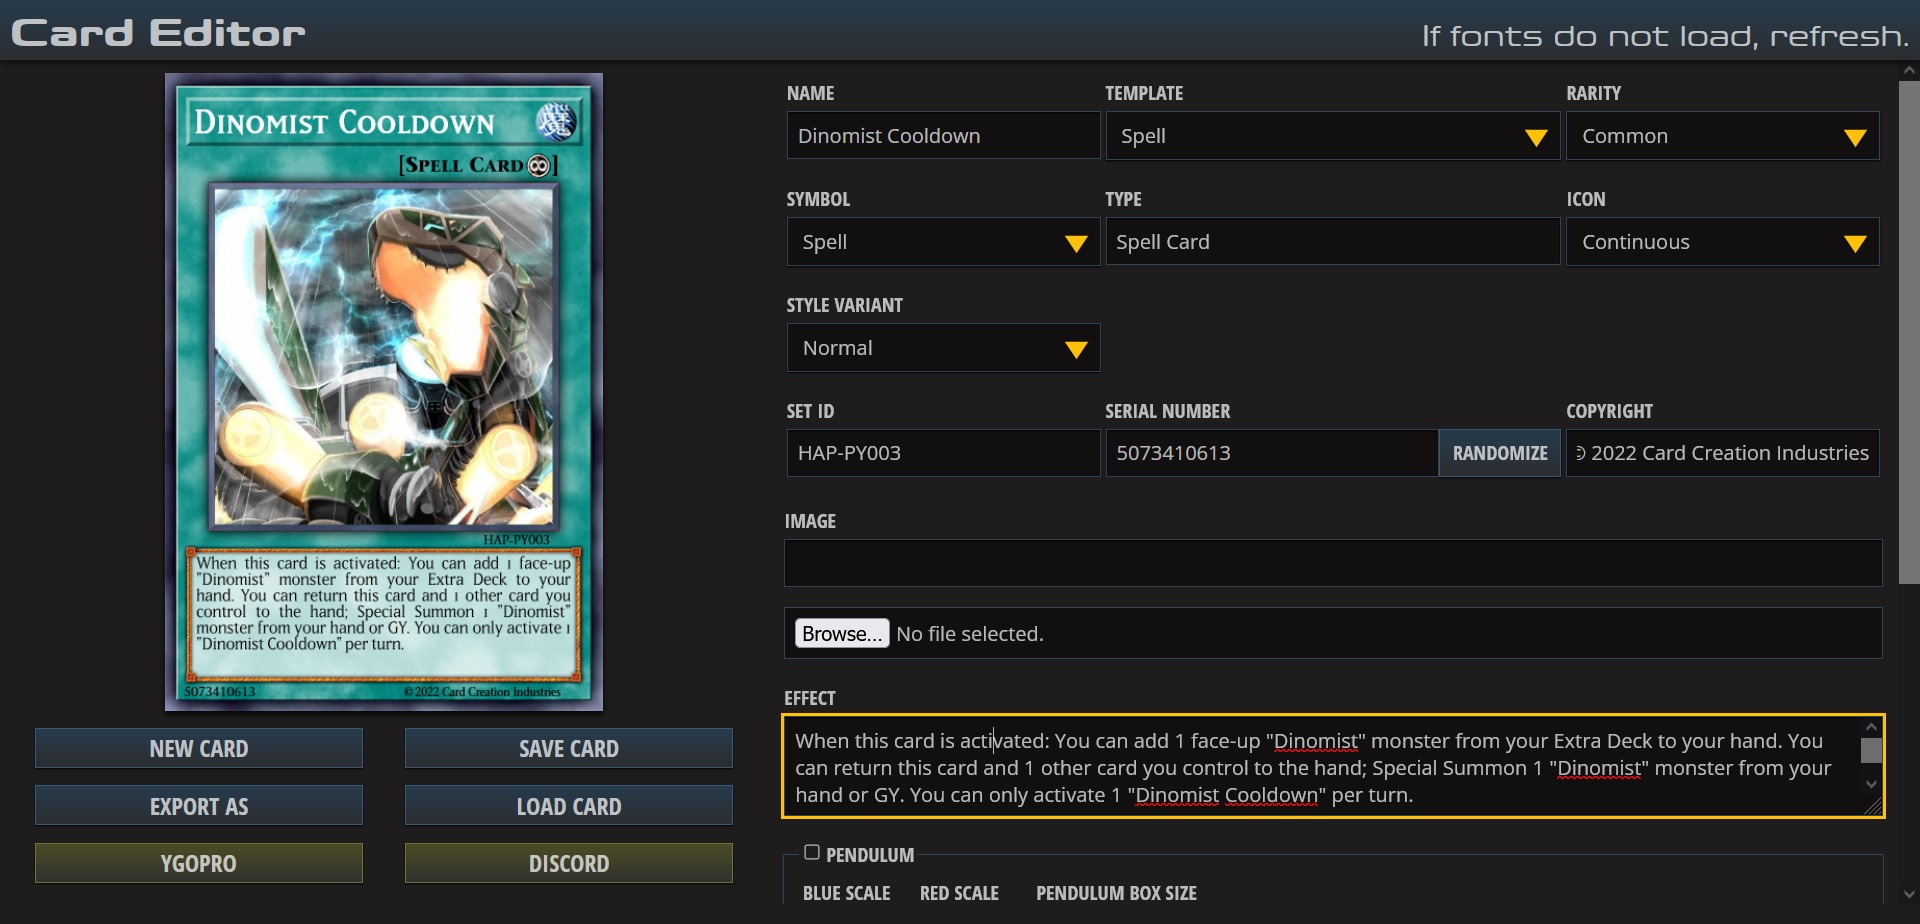 Card Editor
If fonts do not load, refresh.
Dinomist Cooldown
[Spell Card]
HAP-PY003
When this card is activated: You can add 1 face-up
"Dinomist" monster from your Extra Deck to your
hand. You can return this card and 1 other card you
control to the hand; Special Summon 1 "Dinomist"
monster from your hand or GY. You can only activate 1
"Dinomist Cooldown" per turn.
5073410613
© 2022 Card Creation Industries
NEW CARD
SAVE CARD
EXPORT AS
LOAD CARD
YGOPRO
DISCORD
NAME
TEMPLATE
RARITY
Dinomist Cooldown
Spell
Common
SYMBOL
TYPE
ICON
Spell
Spell Card
Continuous
STYLE VARIANT
Normal
SET ID
SERIAL NUMBER
COPYRIGHT
HAP-PY003
5073410613
RANDOMIZE
© 2022 Card Creation Industries
IMAGE
Browse... No file selected.
EFFECT
When this card is activated: You can add 1 face-up "Dinomist" monster from your Extra Deck to your hand. You
can return this card and 1 other card you control to the hand; Special Summon 1 "Dinomist" monster from your
hand or GY. You can only activate 1 "Dinomist Cooldown" per turn.
PENDULUM
BLUE SCALE
RED SCALE
PENDULUM BOX SIZE